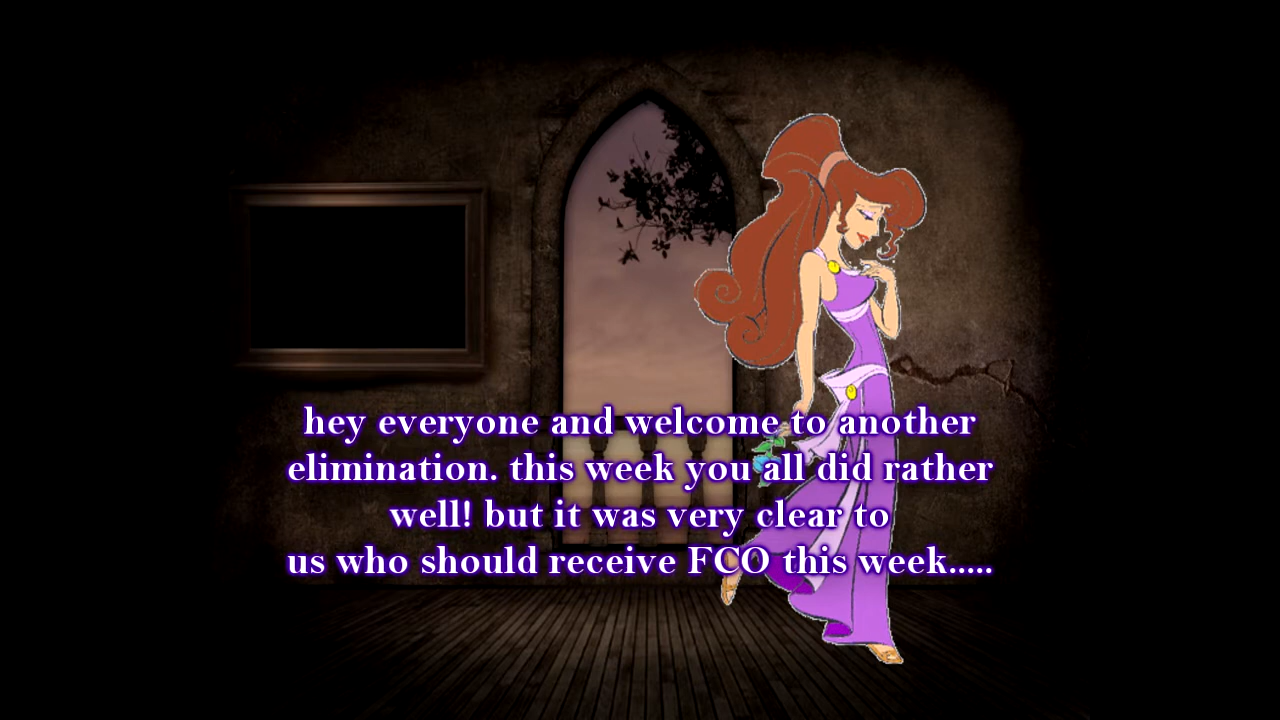 hey everyone and welcome to another
elimination. this week you all did rather
well! but it was very clear to
us who should receive FCO this week.....